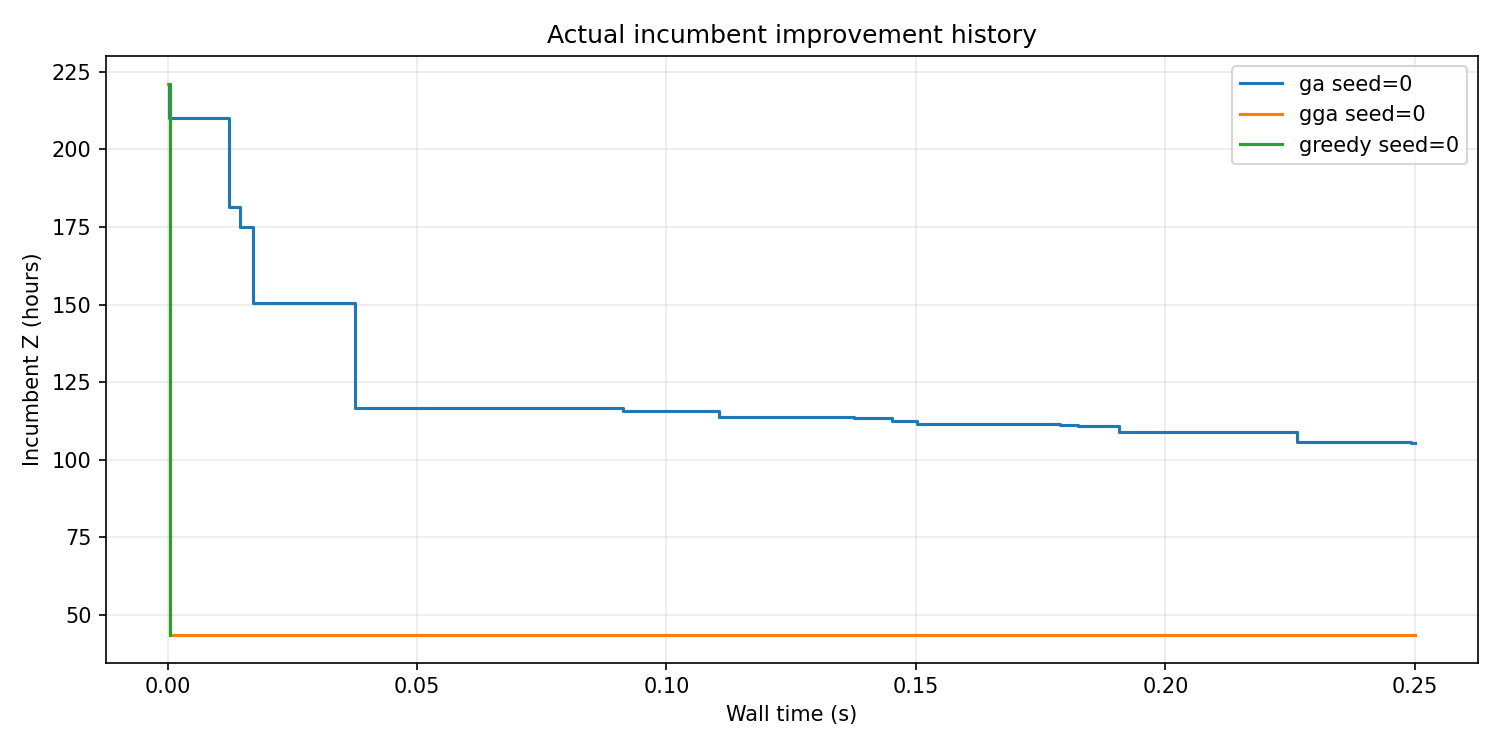 Actual incumbent improvement history
ga seed=0
gga seed=0
greedy seed=0
Incumbent Z (hours)
225
200
175
150
125
100
75
50
0.00
0.05
0.10
0.15
0.20
0.25
Wall time (s)